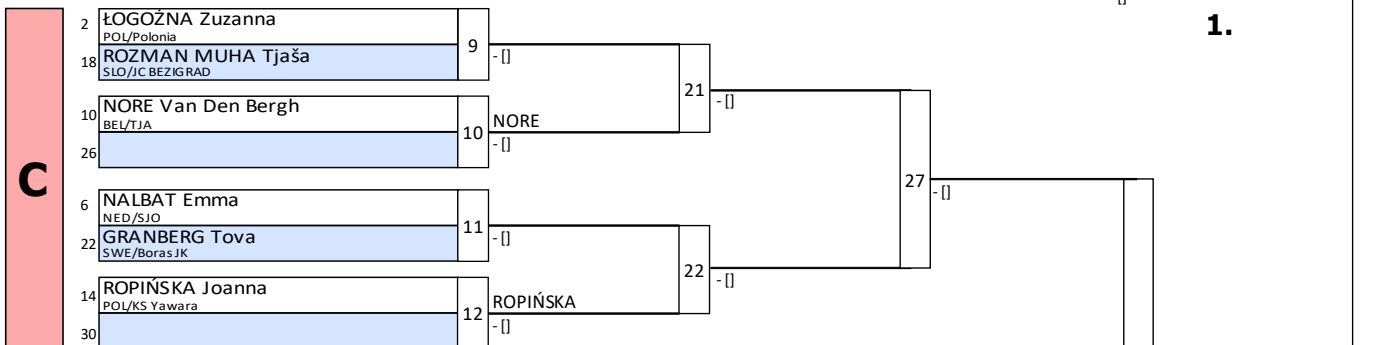 []
1.
C
2 ŁOGOŹNA Zuzanna
POL/Polonia
9
- []
18 ROZMAN MUHA Tjaša
SLO/JC BEZIGRAD
21
- []
10 NORE Van Den Bergh
BEL/TJA
10
NORE
- []
26
27
- []
6 NALBAT Emma
NED/SJO
11
- []
22 GRANBERG Tova
SWE/Boras JK
22
- []
14 ROPIŃSKA Joanna
POL/KS Yawara
12
ROPIŃSKA
- []
30